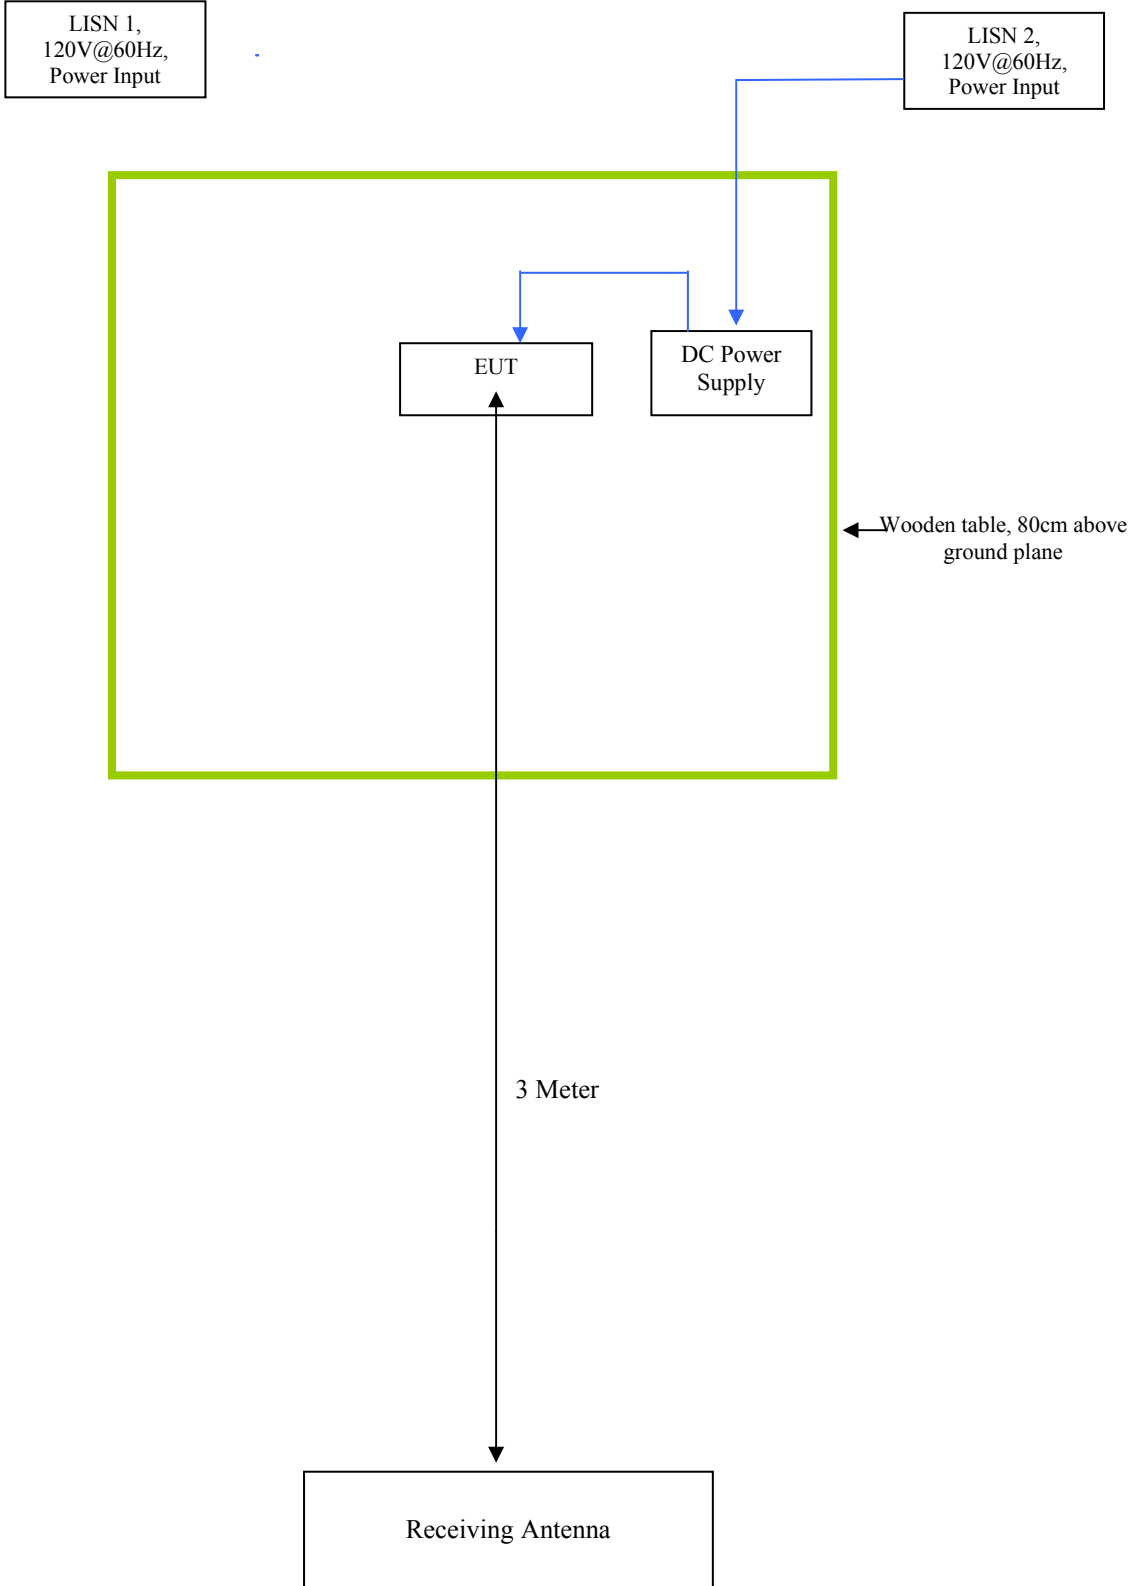 LISN 1,
120V@60Hz,
Power Input
LISN 2,
120V@60Hz,
Power Input
EUT
DC Power
Supply
Wooden table, 80cm above
ground plane
3 Meter
Receiving Antenna